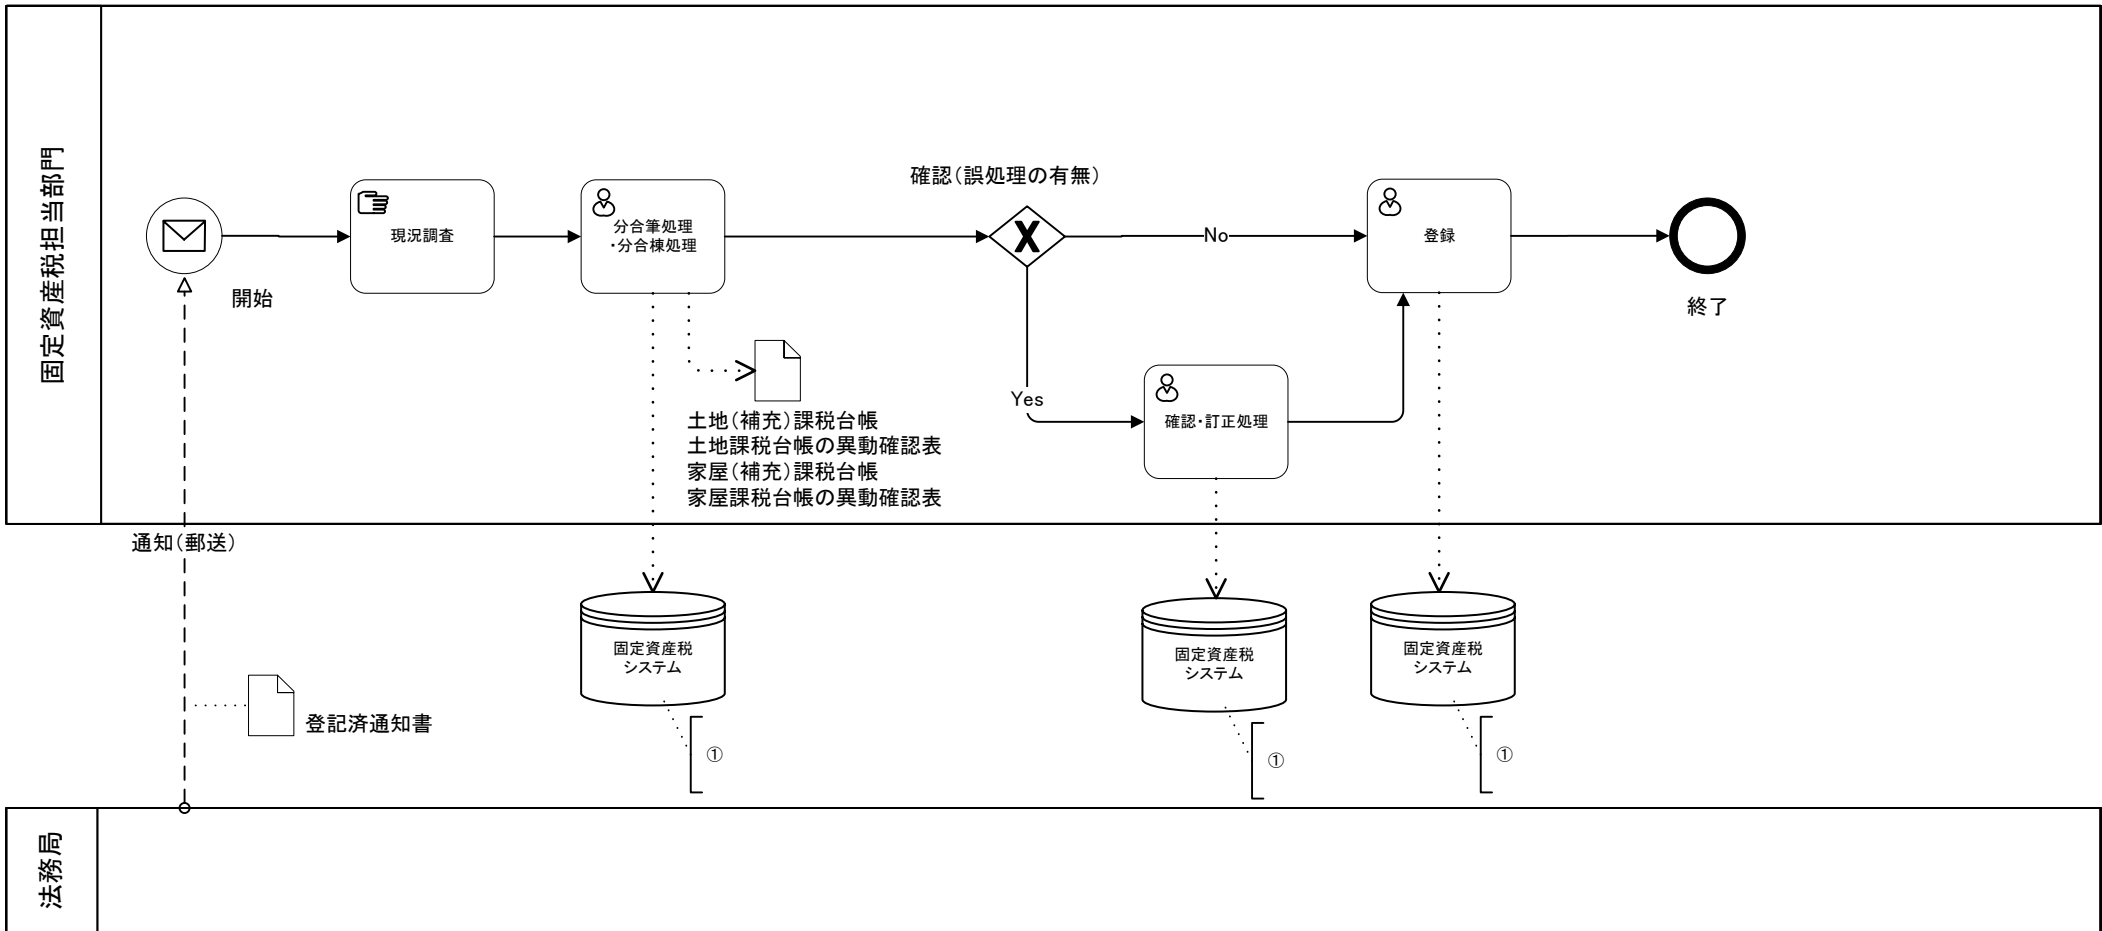 固定資産税担当部門
開始
現況調査
分合筆処理
・分合棟処理
確認（誤処理の有無）
No
Yes
登録
終了
確認・訂正処理
土地（補充）課税台帳
土地課税台帳の異動確認表
家屋（補充）課税台帳
家屋課税台帳の異動確認表
通知（郵送）
登記済通知書
固定資産税
システム
①
固定資産税
システム
①
固定資産税
システム
①
法務局